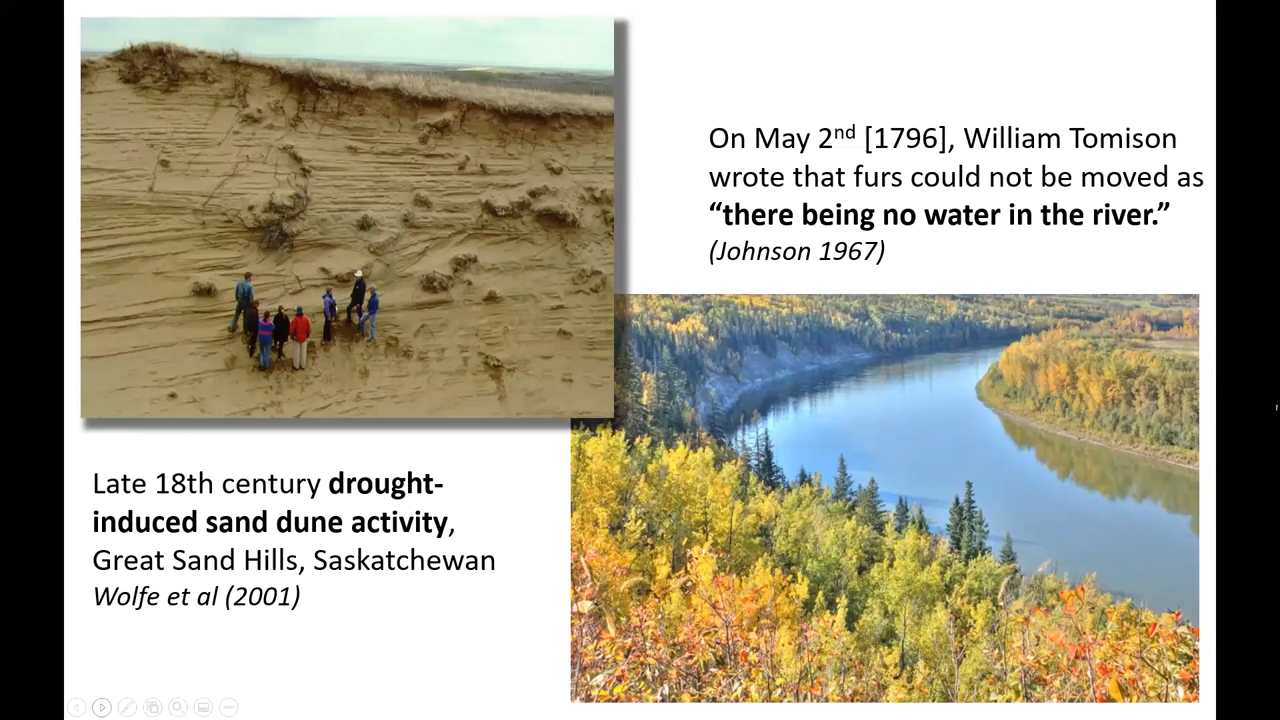 On May 2nd [1796], William Tomison
wrote that furs could not be moved as
“there being no water in the river.”
(Johnson 1967)
Late 18th century drought-
induced sand dune activity,
Great Sand Hills, Saskatchewan
Wolfe et al (2001)